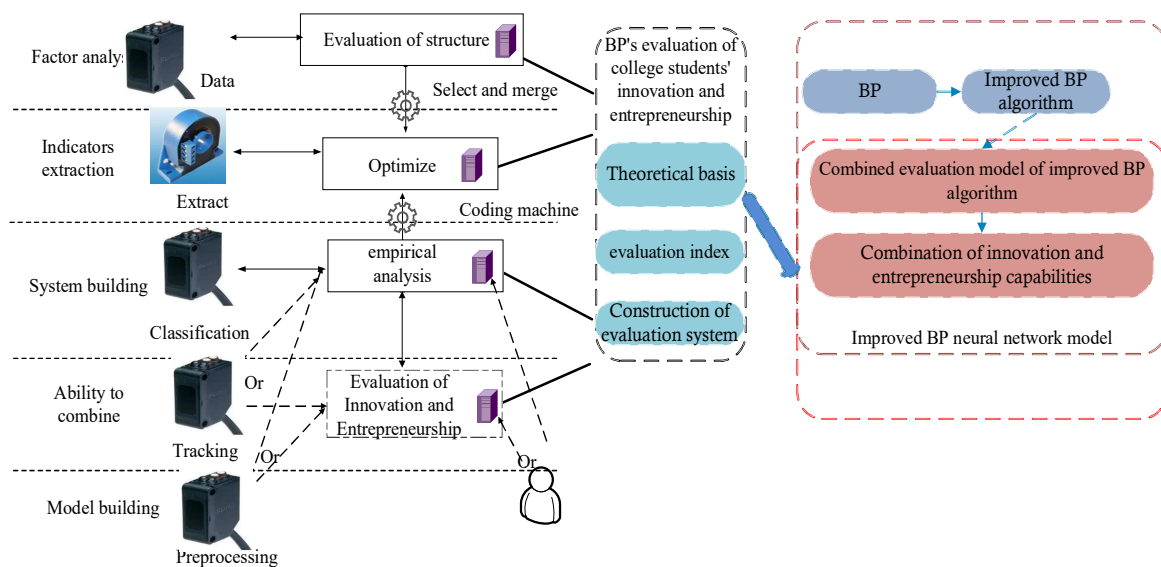 Factor analys
Data
Evaluation of structure
Select and merge
Indicators
extraction
Extract
Optimize
Coding machine
System building
Classification
empirical
analysis
Ability to
combine
Tracking
Or
Evaluation of
Innovation and
Entrepreneurship
Or
Or
Model building
Preprocessing
BP's evaluation of
college students'
innovation and
entrepreneurship
Theoretical basis
evaluation index
Construction of
evaluation system
BP
Improved BP
algorithm
Combined evaluation model of improved BP
algorithm
Combination of innovation and
entrepreneurship capabilities
Improved BP neural network model